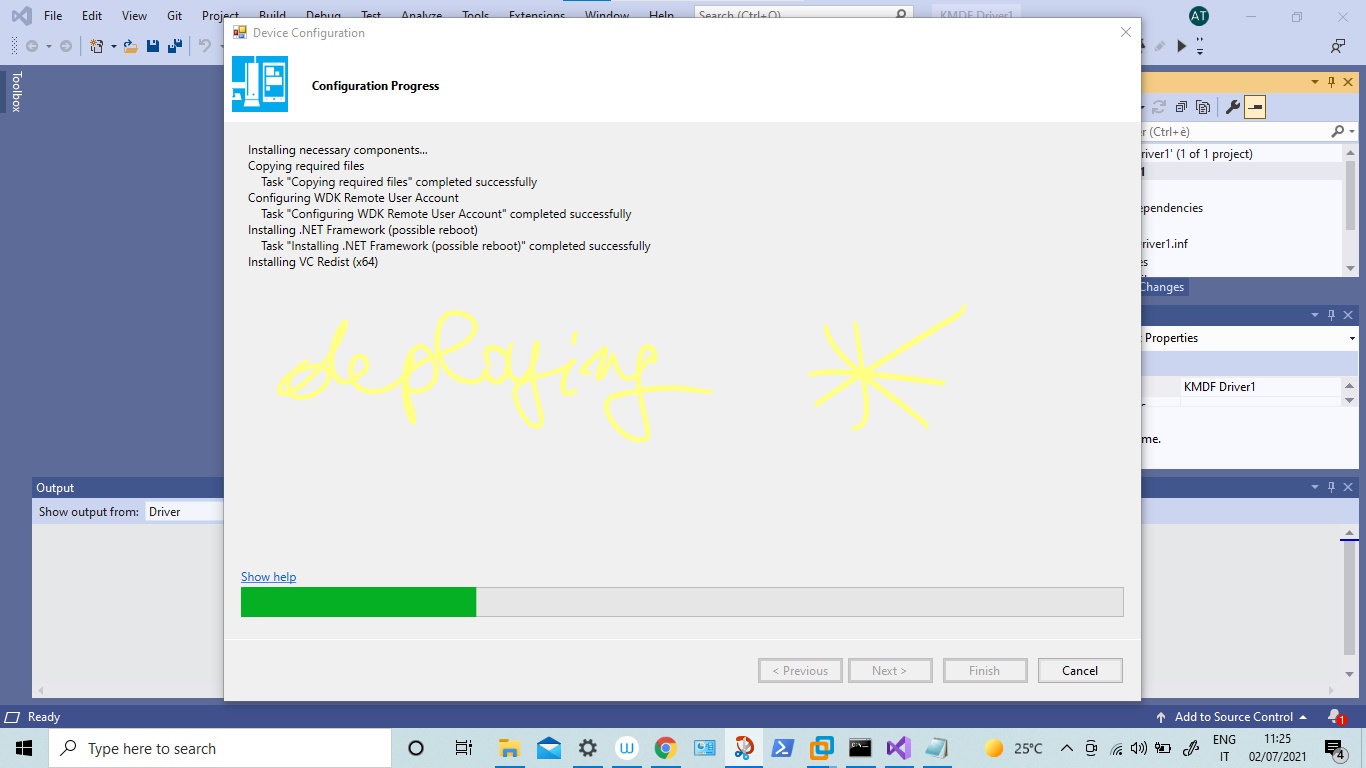 File Edit View Git Project Build Debug Test Analyze Tools Extensions Window Help Search (Ctrl+Q) KMDF Driver1 AT
Device Configuration
Toolbox
Configuration Progress
r (Ctrl+è)
Installing necessary components...
river1' (1 of 1 project)
Copying required files
1
Task "Copying required files" completed successfully
Configuring WDK Remote User Account
ependencies
Task "Configuring WDK Remote User Account" completed successfully
Installing .NET Framework (possible reboot)
Task "Installing .NET Framework (possible reboot)" completed successfully
river1.inf
Installing VC Redist (x64)
es
Changes
deploying
Properties
KMDF Driver1
me.
Output
Show output from: Driver
Show help
< Previous Next > Finish Cancel
Ready Add to Source Control 1
Type here to search 25°C ENG 11:25
IT 02/07/2021 4